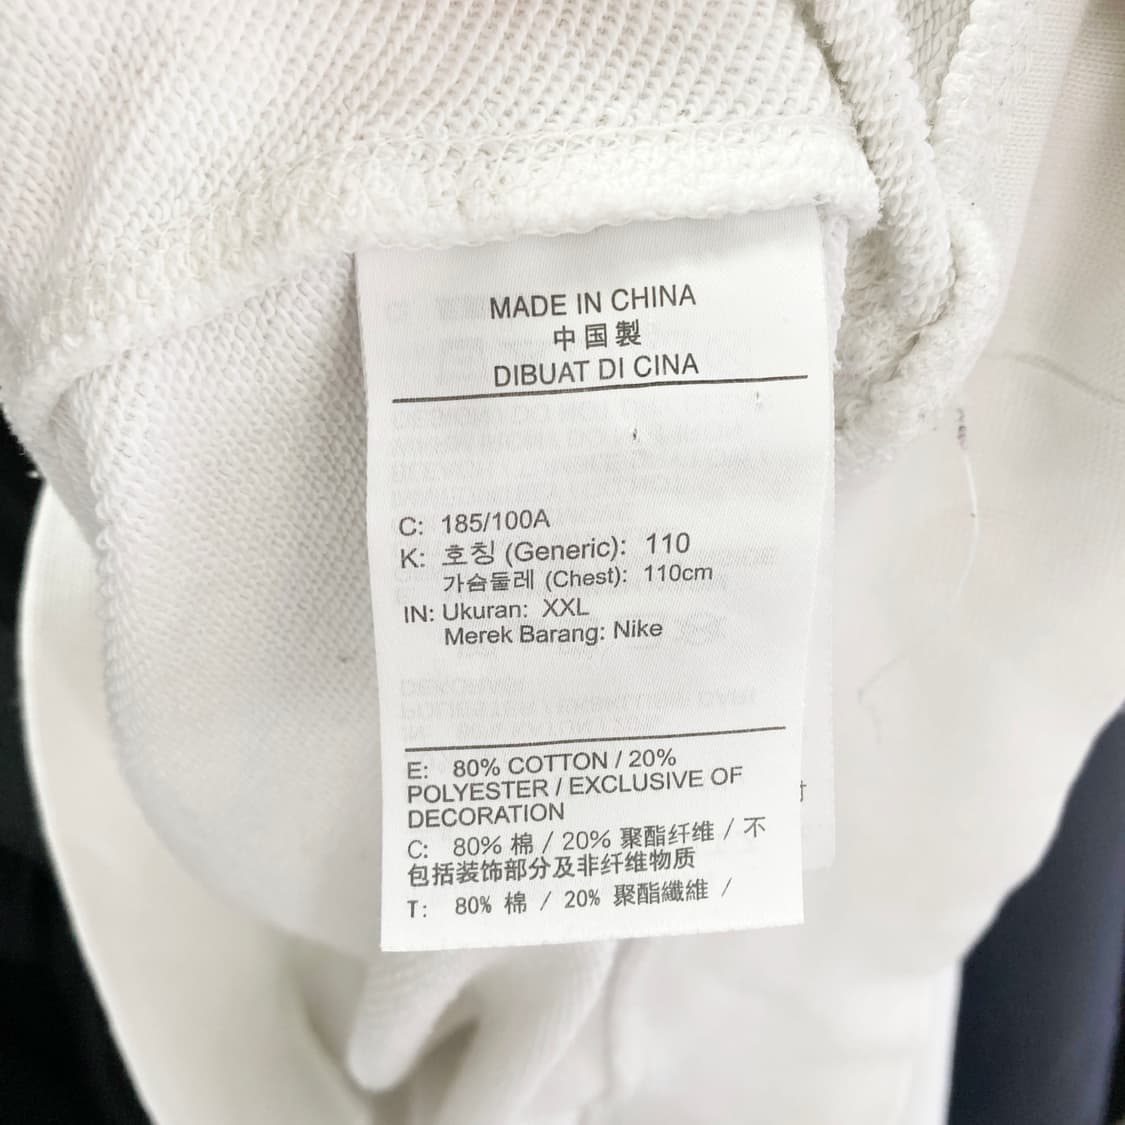 MADE IN CHINA
中国製
DIBUAT DI CINA
C: 185/100A
K: 호칭 (Generic): 110
가슴둘레 (Chest): 110cm
IN: Ukuran: XXL
Merek Barang: Nike
E: 80% COTTON / 20%
POLYESTER / EXCLUSIVE OF
DECORATION
C: 80% 棉 / 20% 聚酯纤维 / 不
包括装饰部分及非纤维物质
T: 80% 棉 / 20% 聚酯纖維 /